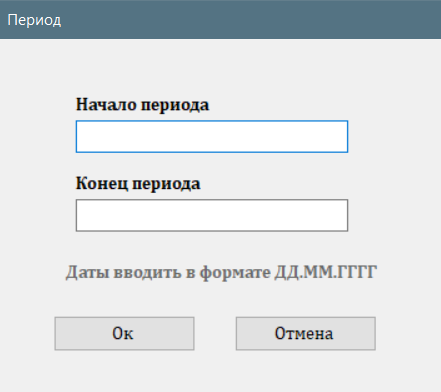 Период
Начало периода
Конец периода
Даты вводить в формате ДД.ММ.ГГГГ
Ок
Отмена